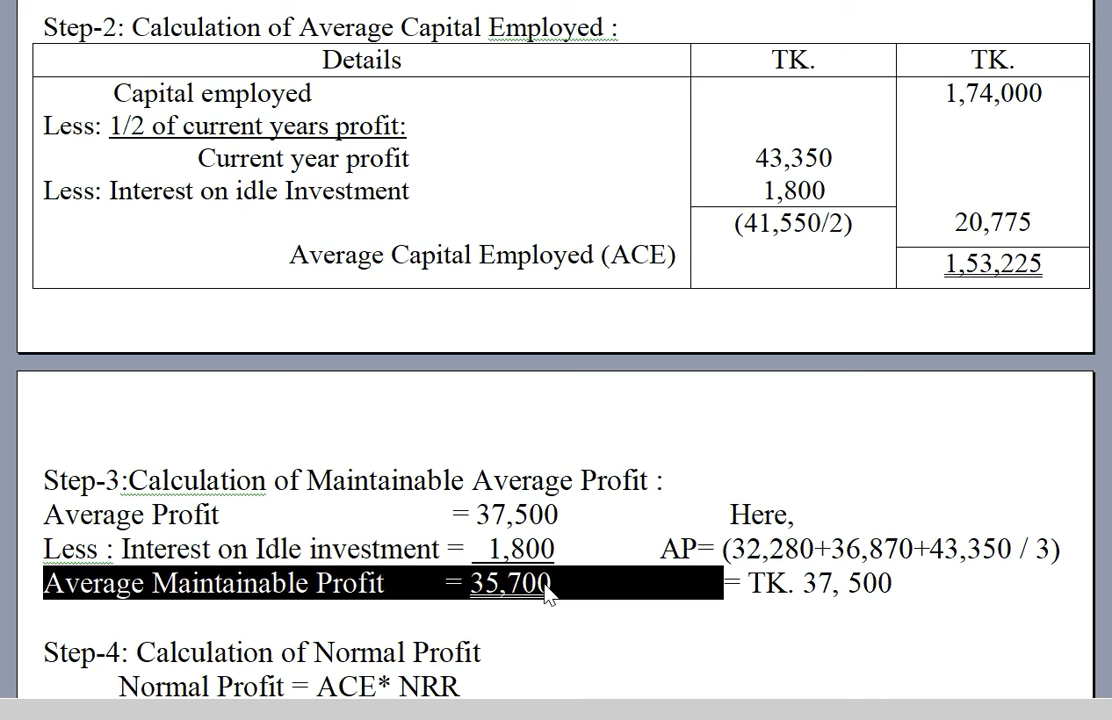 Step-2: Calculation of Average Capital Employed :
Details TK. TK.
Capital employed 1,74,000
Less: 1/2 of current years profit:
Current year profit 43,350
Less: Interest on idle Investment 1,800
(41,550/2) 20,775
Average Capital Employed (ACE) 1,53,225
Step-3:Calculation of Maintainable Average Profit :
Average Profit = 37,500 Here,
Less : Interest on Idle investment = 1,800 AP= (32,280+36,870+43,350 / 3)
Average Maintainable Profit = 35,700 = TK. 37, 500
Step-4: Calculation of Normal Profit
Normal Profit = ACE* NRR